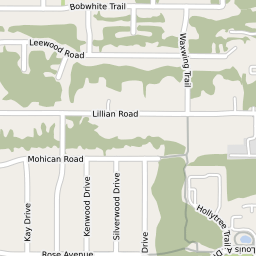 Bobwhite Trail
Leewood Road
Waxwing Trail
Lillian Road
Mohican Road
Kay Drive
Kenwood Drive
Silverwood Drive
Drive
Hollytree Trail
Louis
Rose Avenue